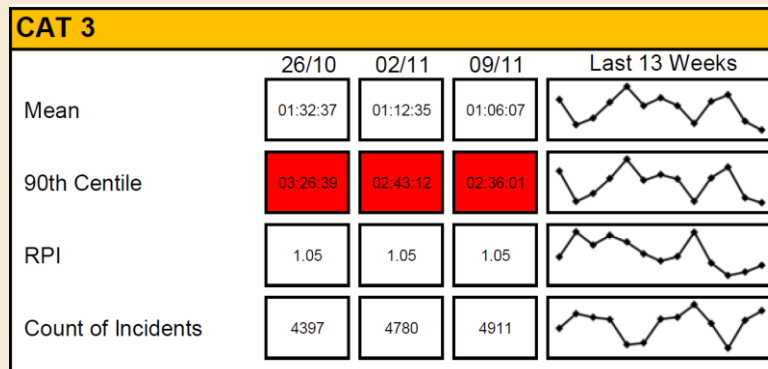 CAT 3
26/10 02/11 09/11 Last 13 Weeks
Mean 01:32:37 01:12:35 01:06:07
90th Centile 03:26:39 02:43:12 02:36:01
RPI 1.05 1.05 1.05
Count of Incidents 4397 4780 4911